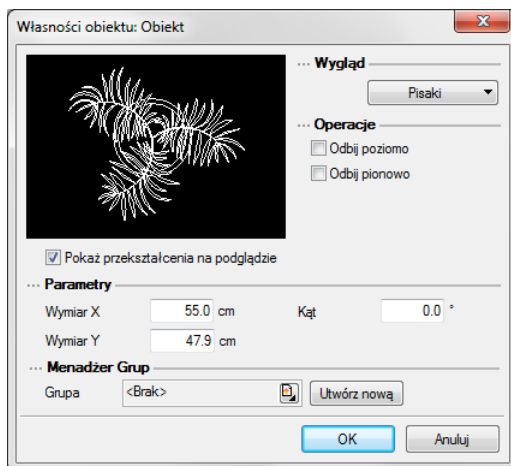 Własności obiektu: Obiekt
Wygląd
Pisaki
Operacje
Odbij poziomo
Odbij pionowo
Pokaż przekształcenia na podglądzie
Parametry
Wymiar X 55.0 cm Kąt 0.0 °
Wymiar Y 47.9 cm
Menadżer Grup
Grupa <Brak> Utwórz nową
OK Anuluj